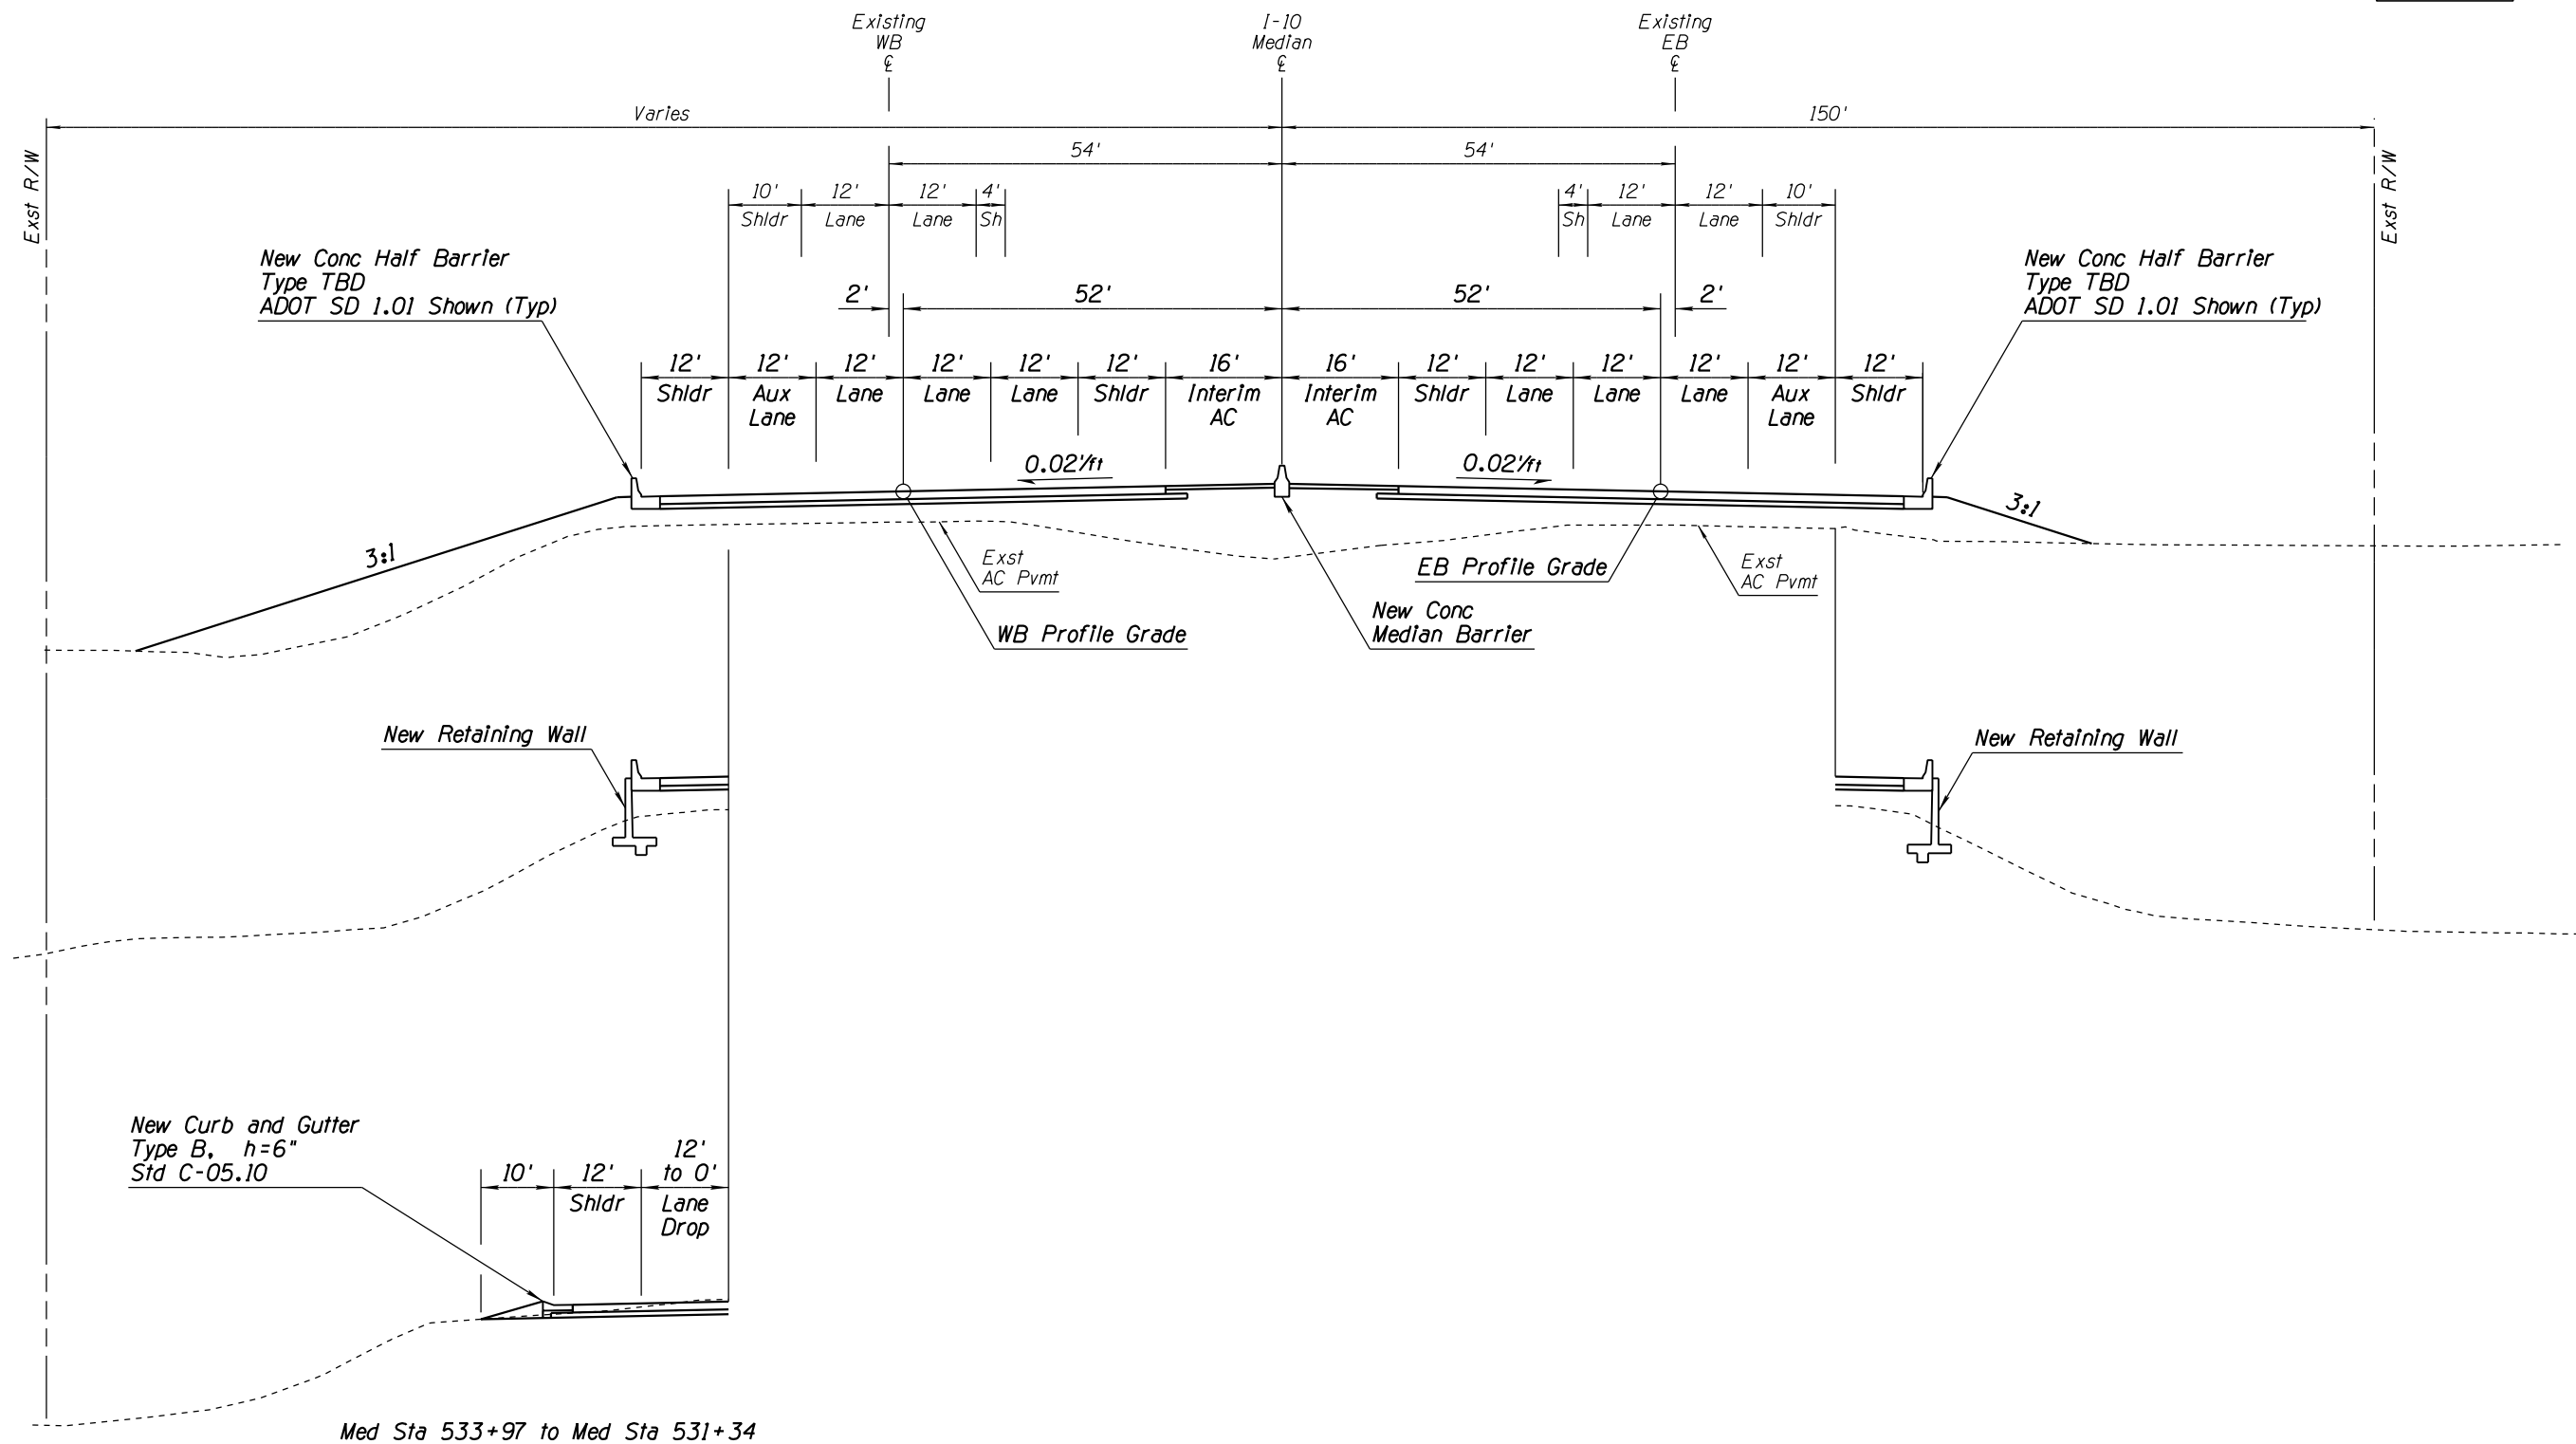 Existing
WB
℄
I-10
Median
℄
Existing
EB
℄
Varies
150'
54'
54'
Exst R/W
Exst R/W
10'
12'
12'
4'
4'
12'
12'
10'
Shldr
Lane
Lane
Sh
Sh
Lane
Lane
Shldr
New Conc Half Barrier
Type TBD
ADOT SD 1.01 Shown (Typ)
New Conc Half Barrier
Type TBD
ADOT SD 1.01 Shown (Typ)
2'
52'
52'
2'
12'
12'
12'
12'
12'
12'
16'
16'
12'
12'
12'
12'
12'
12'
Shldr
Aux
Lane
Lane
Lane
Lane
Shldr
Interim
AC
Interim
AC
Shldr
Lane
Lane
Lane
Aux
Lane
Shldr
0.02'/ft
0.02'/ft
3:1
3:1
Exst
AC Pvmt
EB Profile Grade
Exst
AC Pvmt
WB Profile Grade
New Conc
Median Barrier
New Retaining Wall
New Retaining Wall
New Curb and Gutter
Type B, h=6"
Std C-05.10
10'
12'
Shldr
12'
to 0'
Lane
Drop
Med Sta 533+97 to Med Sta 531+34